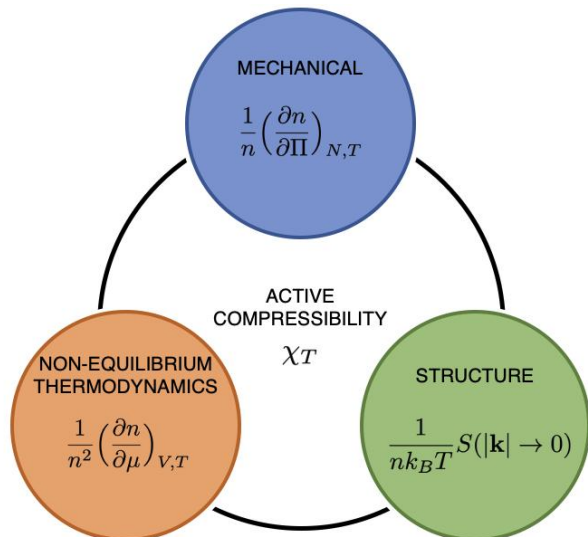 MECHANICAL
\frac{1}{n}\left(\frac{\partial n}{\partial \Pi}\right)_{N,T}
ACTIVE
COMPRESSIBILITY
\chi_T
NON-EQUILIBRIUM
THERMODYNAMICS
\frac{1}{n^2}\left(\frac{\partial n}{\partial \mu}\right)_{V,T}
STRUCTURE
\frac{1}{nk_BT}S(|\mathbf{k}| \to 0)